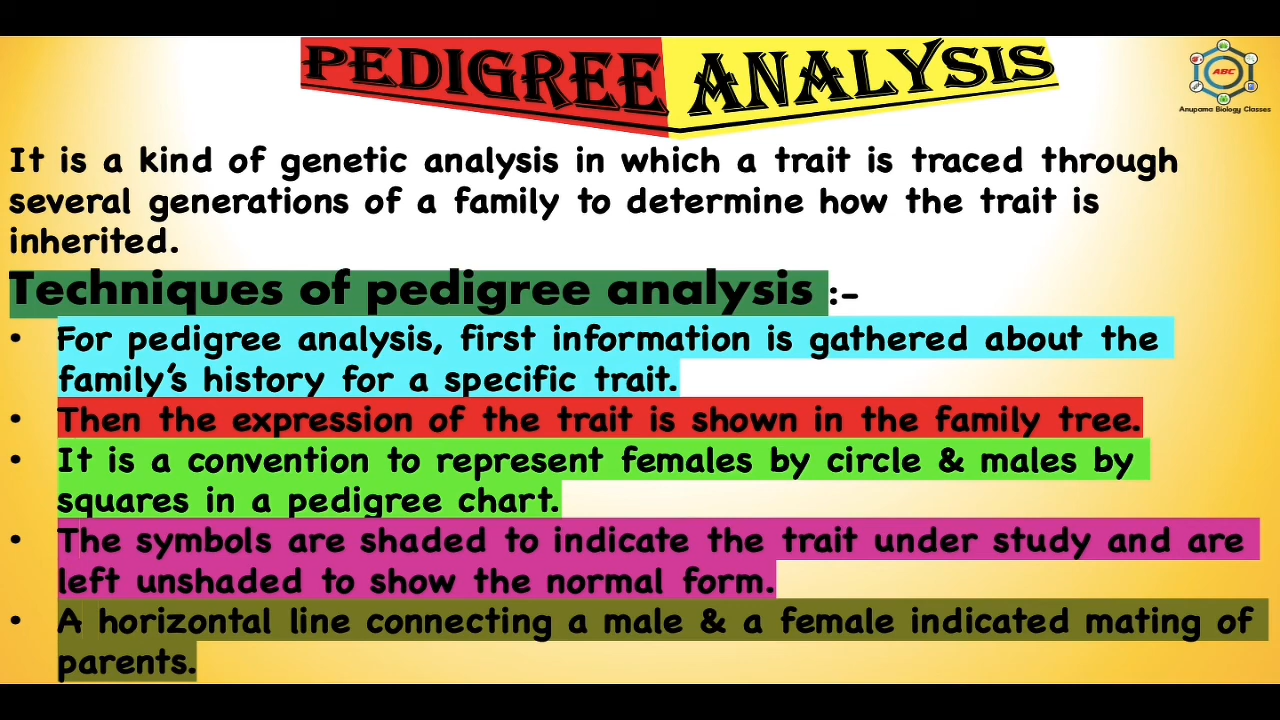 PEDIGREE ANALYSIS
ABC
Anupama Biology Classes
It is a kind of genetic analysis in which a trait is traced through
several generations of a family to determine how the trait is
inherited.
Techniques of pedigree analysis :-
• For pedigree analysis, first information is gathered about the
family's history for a specific trait.
• Then the expression of the trait is shown in the family tree.
• It is a convention to represent females by circle & males by
squares in a pedigree chart.
• The symbols are shaded to indicate the trait under study and are
left unshaded to show the normal form.
• A horizontal line connecting a male & a female indicated mating of
parents.